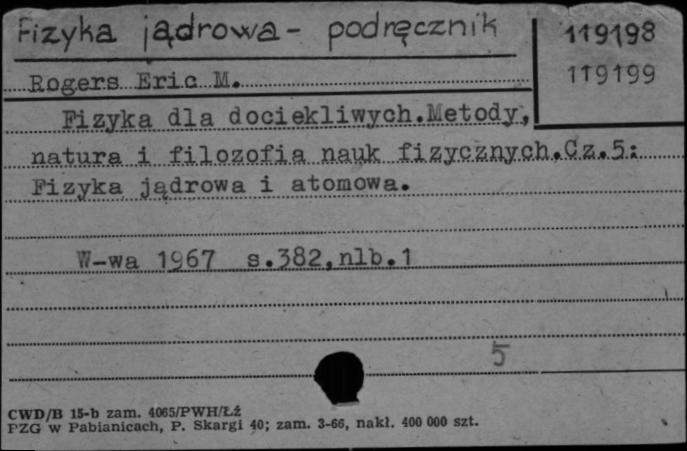 Fizyka jądrowa - podręcznik
119198
119199
Rogers Eric M.
Fizyka dla dociekliwych.Metody,
natura i filozofia nauk fizycznych.Cz.5:
Fizyka jądrowa i atomowa.
W-wa 1967 s.382,nlb.1
5
CWD/B 15-b zam. 4065/PWH/Łź
PZG w Pabianicach, P. Skargi 40; zam. 3-66, nakł. 400 000 szt.